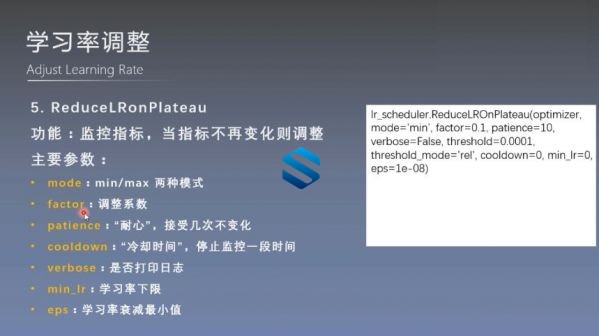 学习率调整
Adjust Learning Rate
5. ReduceLRonPlateau
功能：监控指标，当指标不再变化则调整
主要参数：
• mode：min/max 两种模式
• factor：调整系数
• patience：“耐心”，接受几次不变化
• cooldown：“冷却时间”，停止监控一段时间
• verbose：是否打印日志
• min_lr：学习率下限
• eps：学习率衰减最小值
lr_scheduler.ReduceLROnPlateau(optimizer,
mode='min', factor=0.1, patience=10,
verbose=False, threshold=0.0001,
threshold_mode='rel', cooldown=0, min_lr=0,
eps=1e-08)